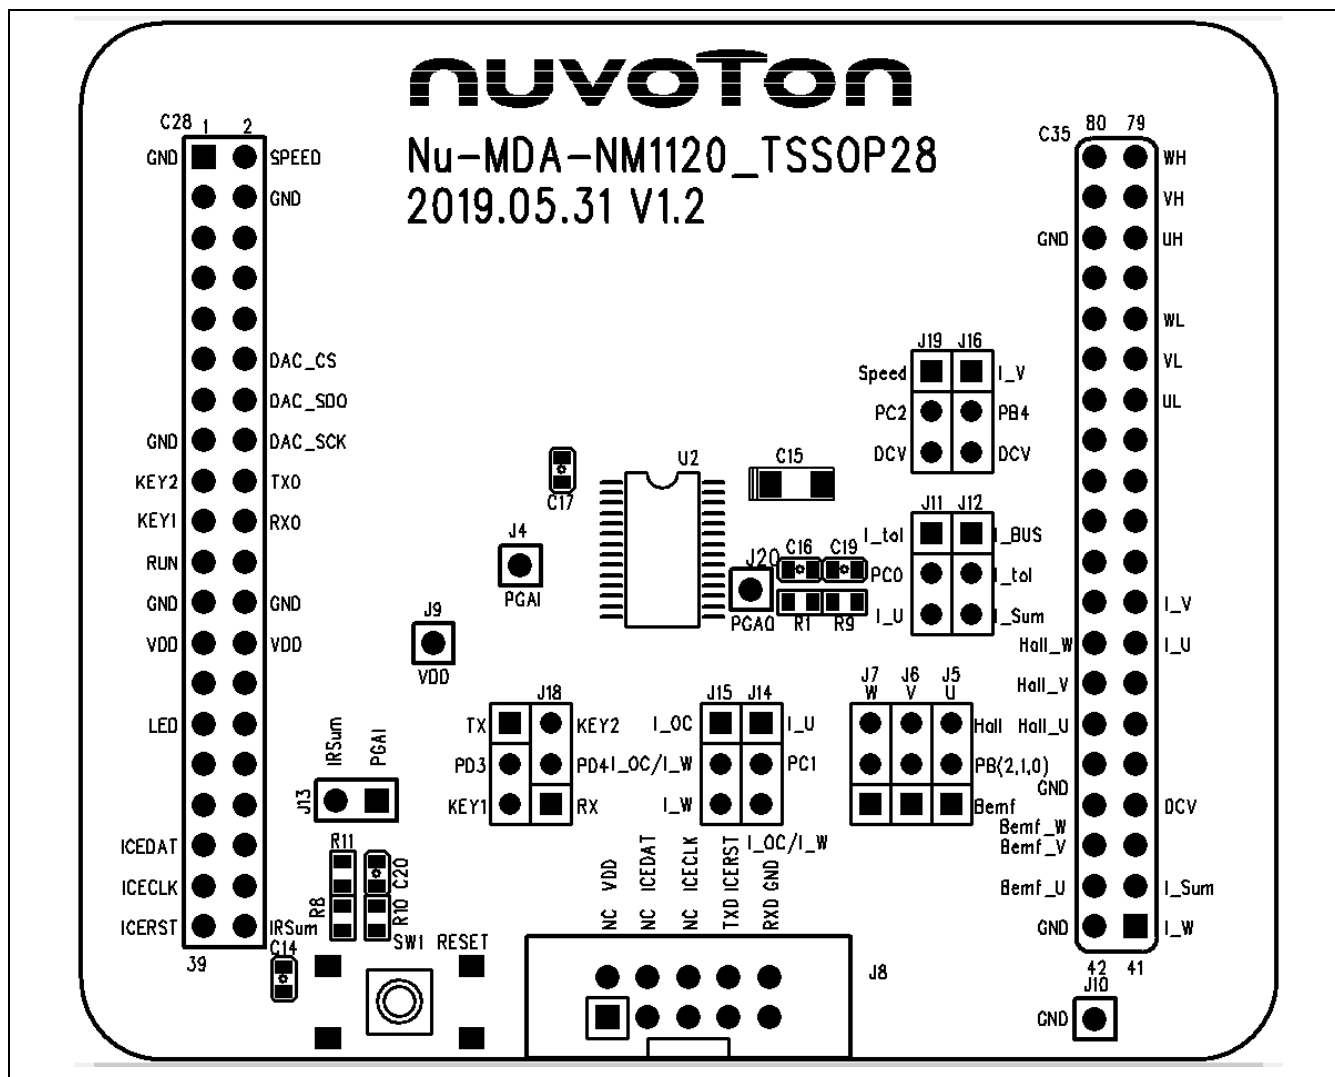 nuvoTon
Nu-MDA-NM1120_TSSOP28
2019.05.31 V1.2
C28 1 2
GND SPEED
GND
DAC_CS
DAC_SDO
GND DAC_SCK
KEY2 TX0
KEY1 RX0
RUN
GND GND
VDD VDD
LED
ICEDAT
ICECLK
ICERST IRSum
39
C14
C35 80 79
WH
VH
GND UH
WL
VL
UL
I_V
Hall_W I_U
Hall_V
Hall_U
GND
DCV
Bemf_W
Bemf_V
Bemf_U I_Sum
GND I_W
42 41
J10
GND
J19 J16
Speed I_V
PC2 PB4
DCV DCV
U2
C15
C17
J4
PGAI
J9
VDD
J20
PGAO
C16 C19
R1 R9
J11 J12
I_tol I_BUS
PC0 I_tol
I_U I_Sum
J7 J6 J5
W V U
Hall
PB(2,1,0)
Bemf
J18
TX KEY2
PD3 PD4
KEY1 RX
J15 J14
I_OC I_U
I_OC/I_W PC1
I_W
I_OC/I_W
IRSum PGAI
J13
R11
C20
R8 R10
SW1 RESET
NC VDD
NC ICEDAT
NC ICECLK
TXD ICERST
RXD GND
J8